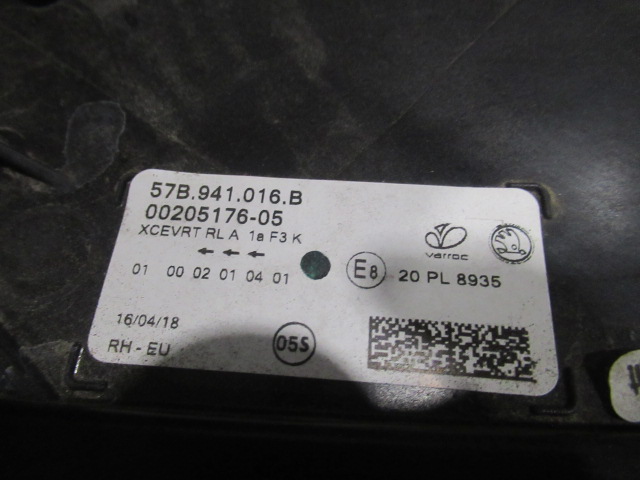 57B.941.016.B
00205176-05
XCEVRT RL A 1a F3 K
01 00 02 01 04 01
E8 20 PL 8935
varroc
16/04/18
RH - EU
05S